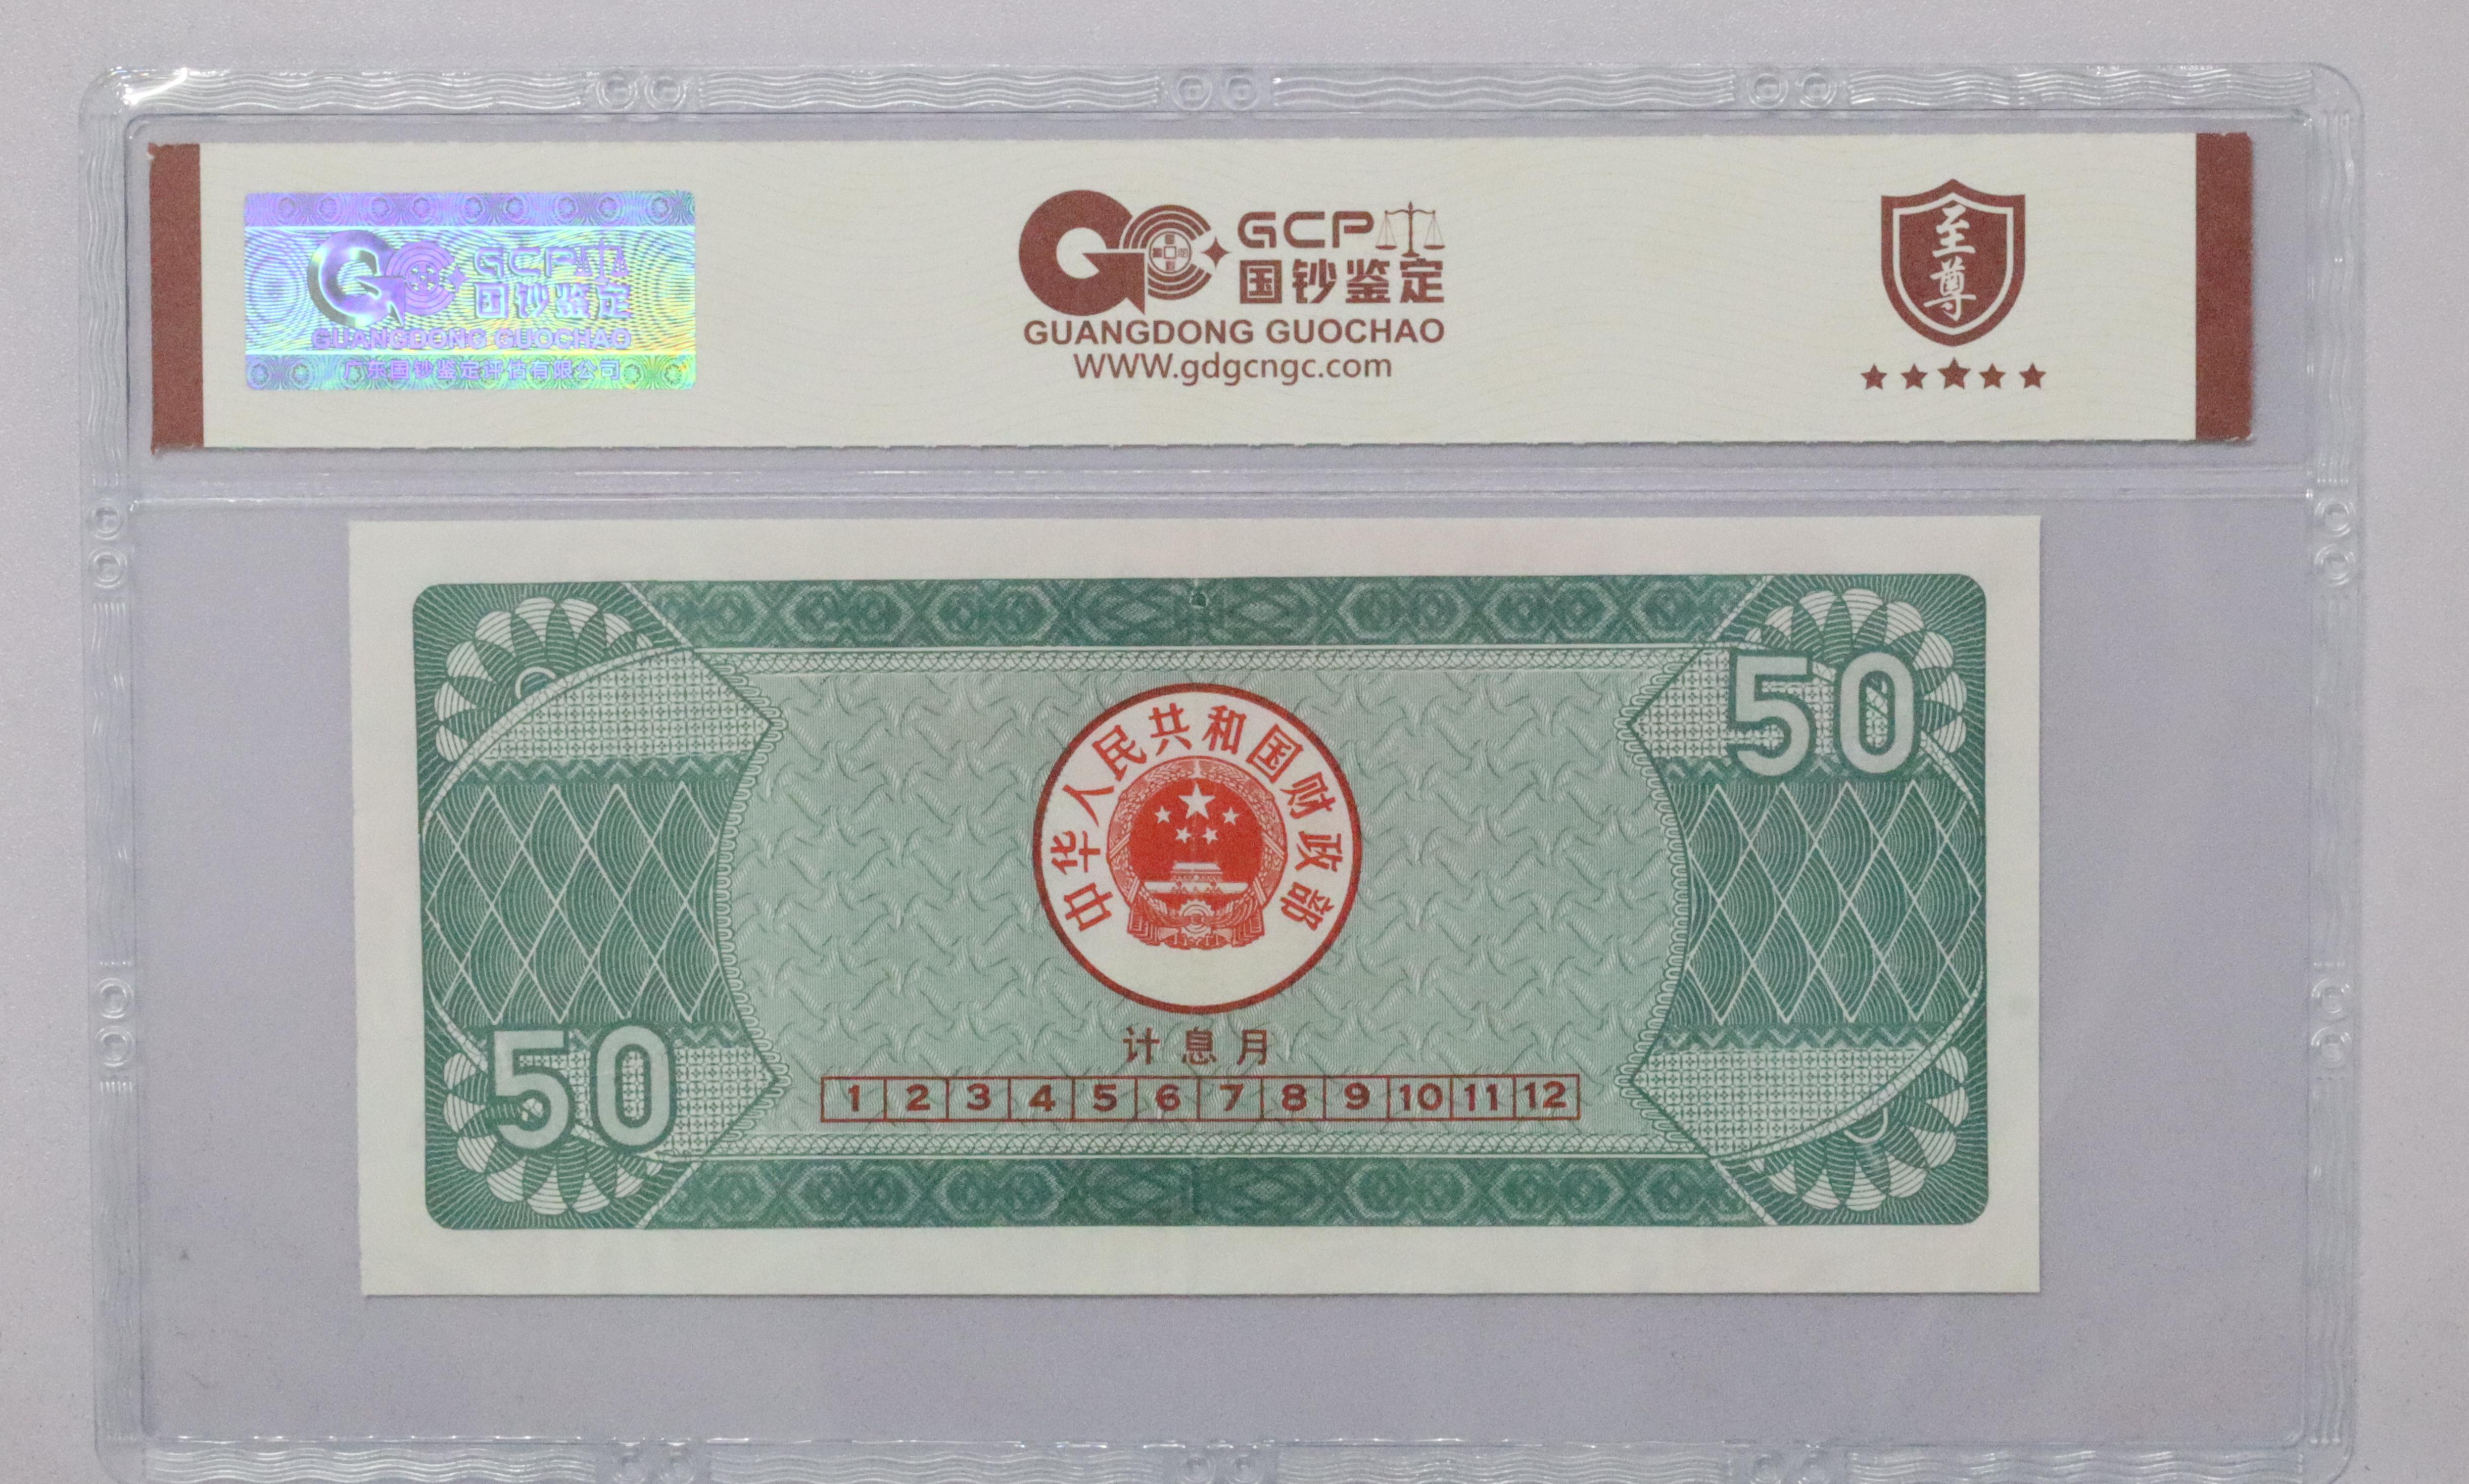 GCP
国钞鉴定
GUANGDONG GUOCHAO
广东国钞鉴定评估有限公司
GCP
国钞鉴定
GUANGDONG GUOCHAO
WWW.gdgcngc.com
至尊
50
中华人民共和国财政部
50
计息月
1 2 3 4 5 6 7 8 9 10 11 12